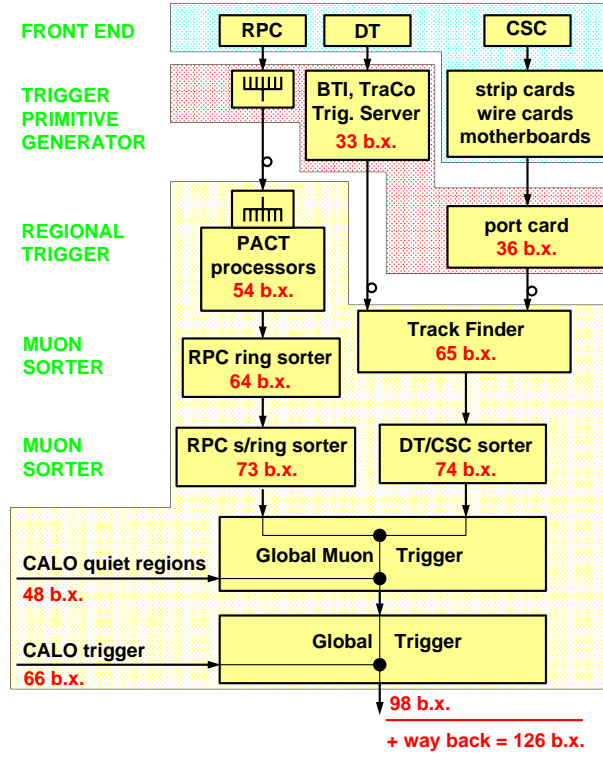 FRONT END
RPC
DT
CSC
TRIGGER
PRIMITIVE
GENERATOR
BTI, TraCo
Trig. Server
33 b.x.
strip cards
wire cards
motherboards
REGIONAL
TRIGGER
PACT
processors
54 b.x.
port card
36 b.x.
MUON
SORTER
RPC ring sorter
64 b.x.
Track Finder
65 b.x.
MUON
SORTER
RPC s/ring sorter
73 b.x.
DT/CSC sorter
74 b.x.
Global Muon Trigger
CALO quiet regions
48 b.x.
Global Trigger
CALO trigger
66 b.x.
98 b.x.
+ way back = 126 b.x.